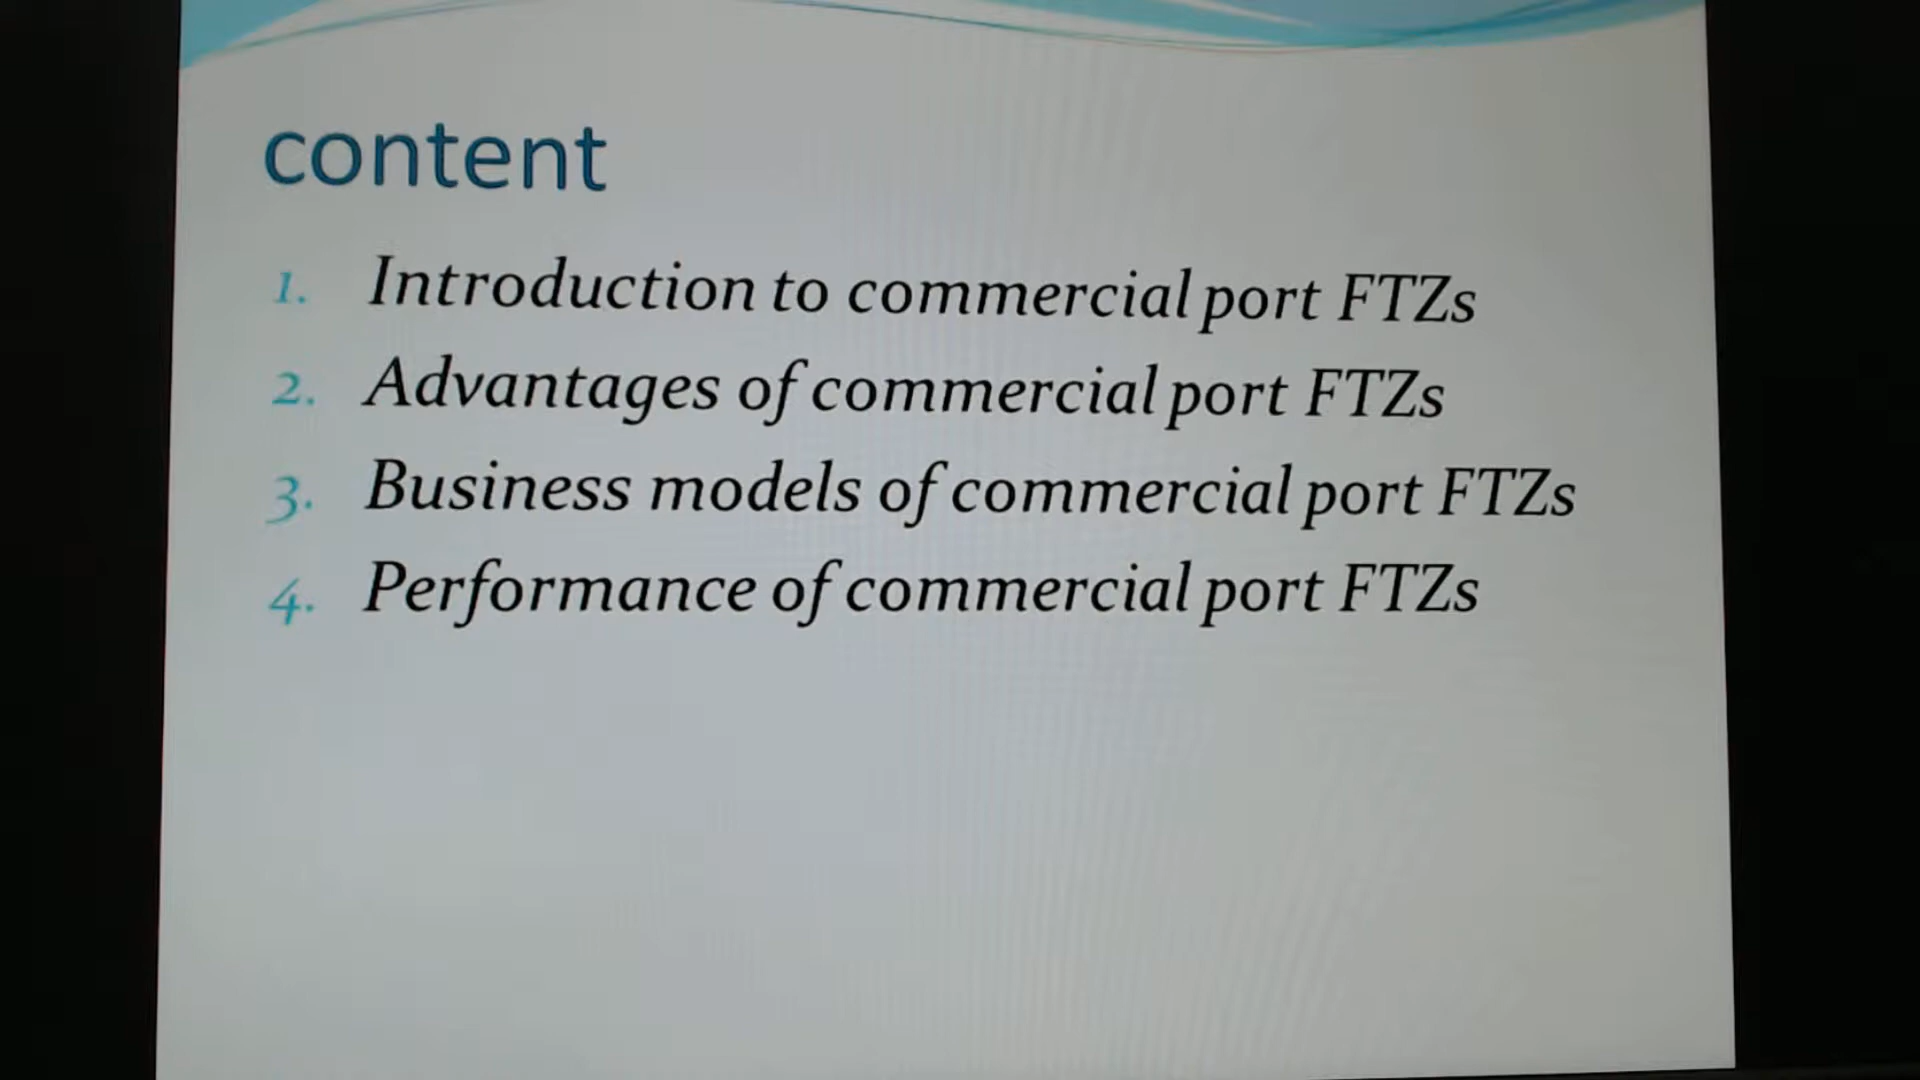 content
1. Introduction to commercial port FTZs
2. Advantages of commercial port FTZs
3. Business models of commercial port FTZs
4. Performance of commercial port FTZs